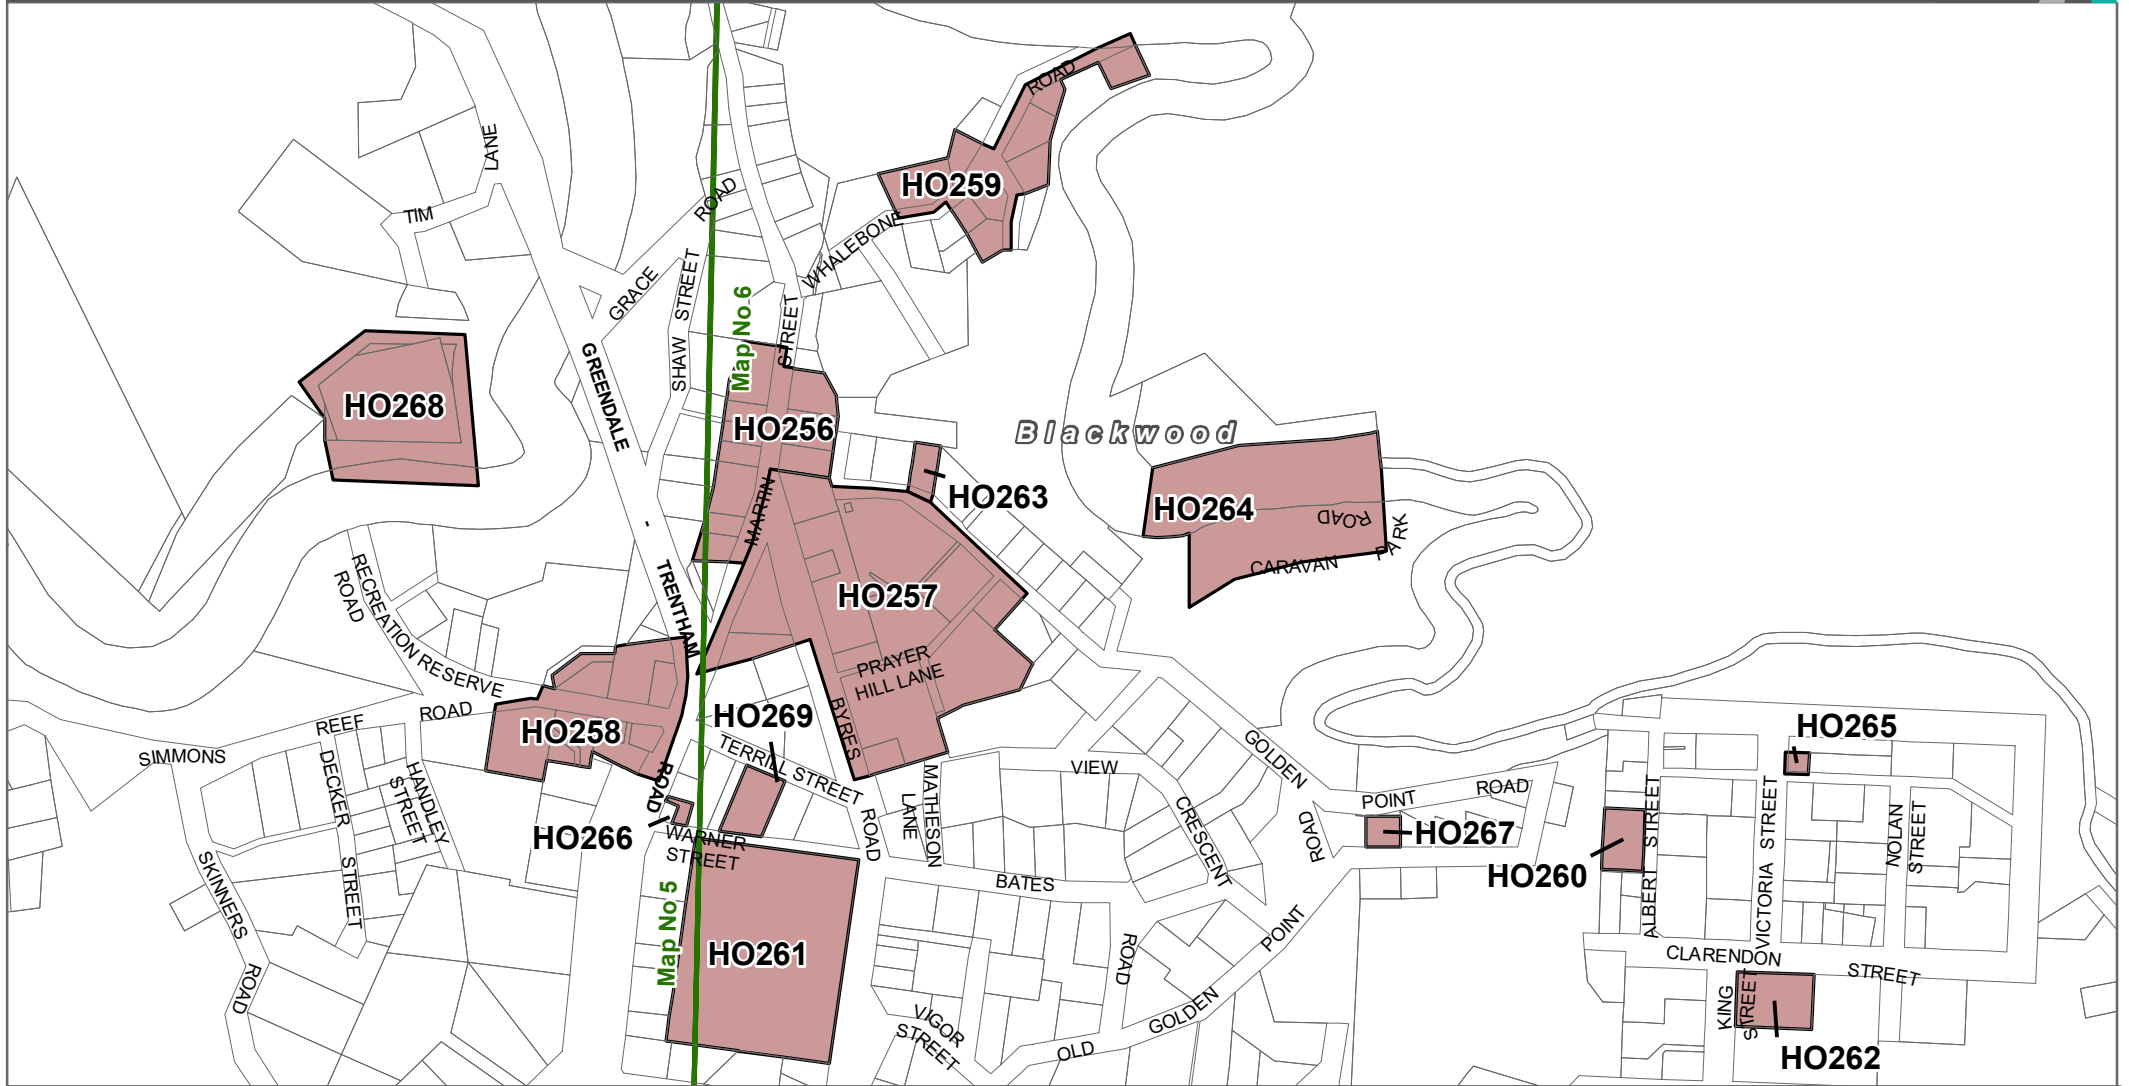 ROAD
LANE
HO259
TIM
ROAD
WHALEBONE
GRACE
SHAW STREET
Map No 6
STREET
GREENDALE
HO268
HO256
Blackwood
HO263
HO264
ROAD
PARK
CARAVAN
MARTIN
-
TRENTHAM
HO257
RECREATION RESERVE
ROAD
PRAYER
HILL LANE
REEF
ROAD
HO258
HO269
BYRES
SIMMONS
TERRILL STREET
HO265
GOLDEN
VIEW
DECKER
STREET
HANDLEY
STREET
ROAD
HO266
WARNER
STREET
ROAD
MATHESON
LANE
CRESCENT
ROAD
POINT
ROAD
HO267
HO260
ALBERT STREET
VICTORIA STREET
NOLAN
STREET
SKINNERS
ROAD
Map No 5
BATES
ROAD
HO261
POINT
GOLDEN
OLD
VIGOR
STREET
CLARENDON
STREET
KING
STREET
HO262